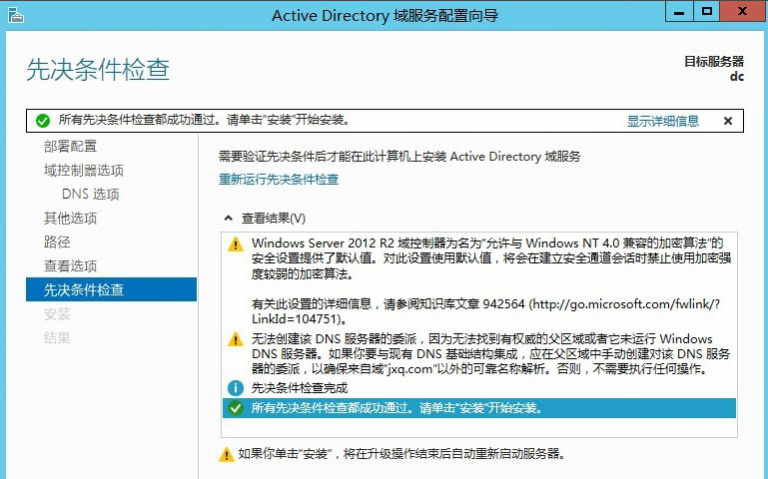 Active Directory 域服务配置向导
先决条件检查
目标服务器
dc
所有先决条件检查都成功通过。请单击"安装"开始安装。
显示详细信息
部署配置
域控制器选项
DNS 选项
其他选项
路径
查看选项
先决条件检查
安装
结果
需要验证先决条件后才能在此计算机上安装 Active Directory 域服务
重新运行先决条件检查
查看结果(V)
Windows Server 2012 R2 域控制器为名为"允许与 Windows NT 4.0 兼容的加密算法"的
安全设置提供了默认值。对此设置使用默认值，将会在建立安全通道会话时禁止使用加密强
度较弱的加密算法。
有关此设置的详细信息，请参阅知识库文章 942564 (http://go.microsoft.com/fwlink/?
LinkId=104751)。
无法创建该 DNS 服务器的委派，因为无法找到有权威的父区域或者它未运行 Windows
DNS 服务器。如果你要与现有 DNS 基础结构集成，应在父区域中手动创建对该 DNS 服务
器的委派，以确保来自域"jxq.com"以外的可靠名称解析。否则，不需要执行任何操作。
先决条件检查完成
所有先决条件检查都成功通过。请单击"安装"开始安装。
如果你单击"安装"，将在升级操作结束后自动重新启动服务器。